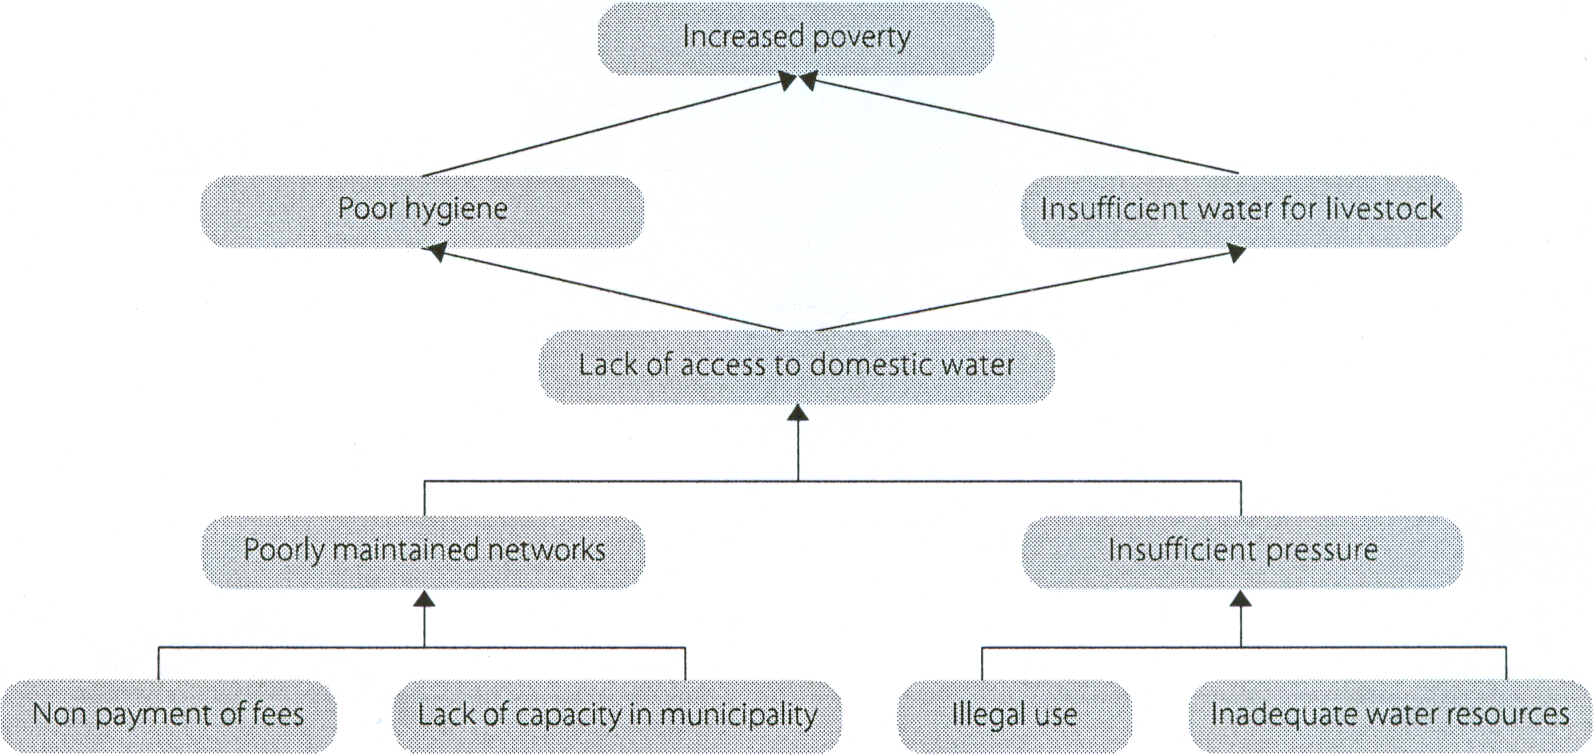 Increased poverty
Poor hygiene
Insufficient water for livestock
Lack of access to domestic water
Poorly maintained networks
Insufficient pressure
Non payment of fees
Lack of capacity in municipality
Illegal use
Inadequate water resources